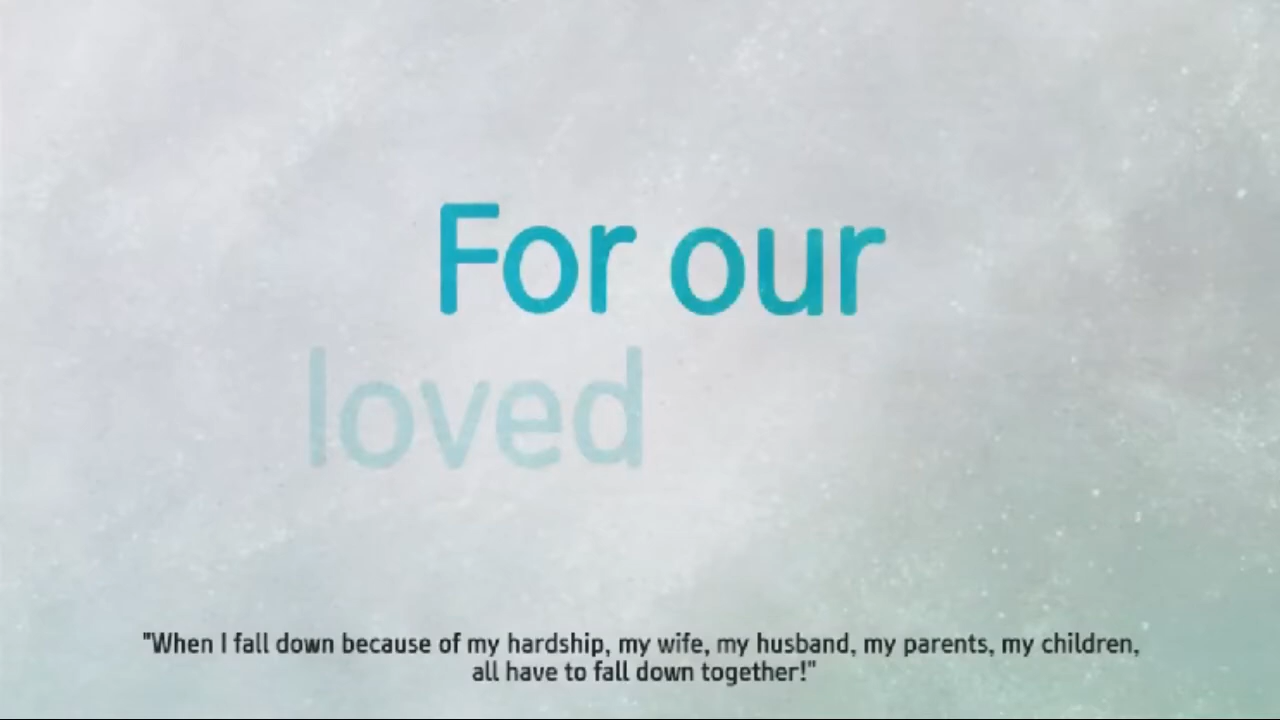 For our
loved
"When I fall down because of my hardship, my wife, my husband, my parents, my children,
all have to fall down together!"